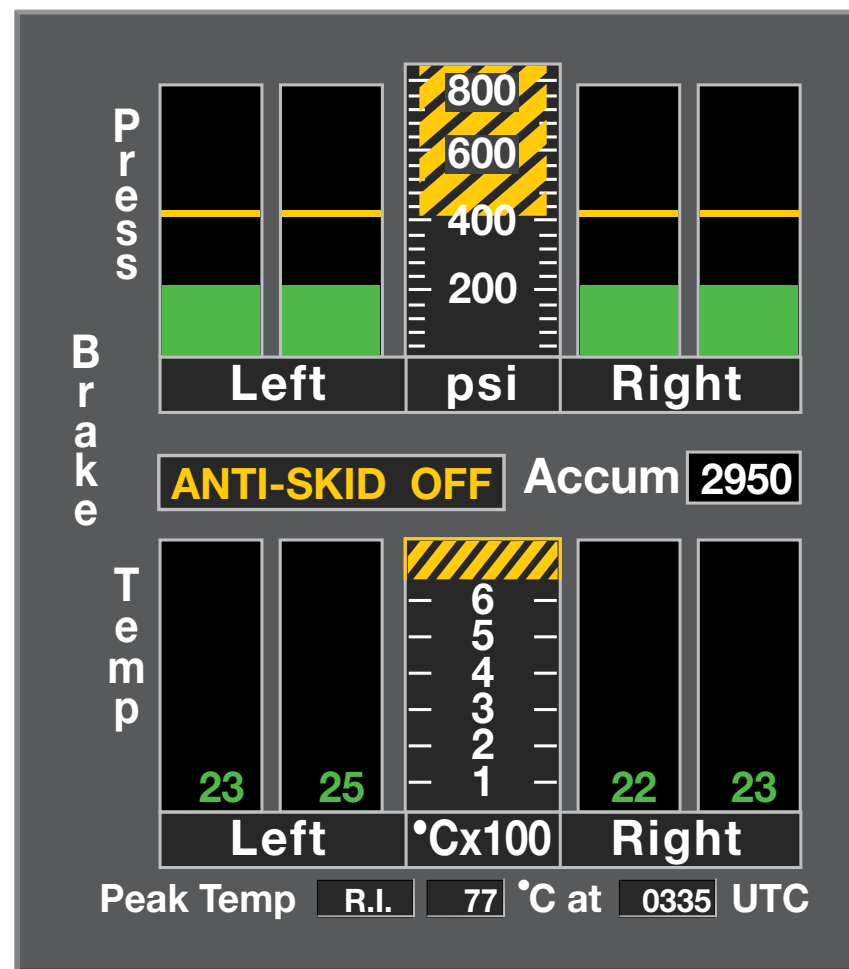 Press
800
600
400
200
Left psi Right
Brake
ANTI-SKID OFF Accum 2950
Temp
6
5
4
3
2
1
23 25 22 23
Left °Cx100 Right
Peak Temp R.I. 77 °C at 0335 UTC